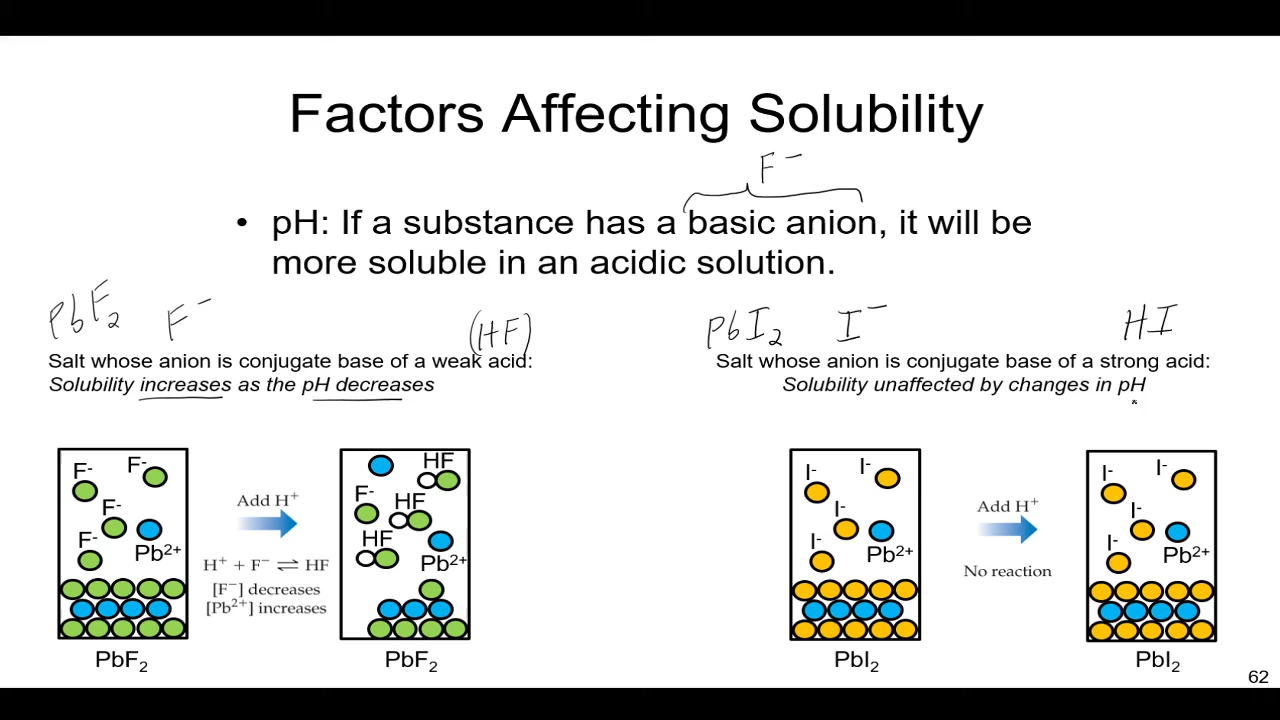 Factors Affecting Solubility
F⁻
• pH: If a substance has a basic anion, it will be
more soluble in an acidic solution.
PbF₂ F⁻ (HF)
Salt whose anion is conjugate base of a weak acid:
Solubility increases as the pH decreases
PbI₂ I⁻ HI
Salt whose anion is conjugate base of a strong acid:
Solubility unaffected by changes in pH
F⁻ F⁻
F⁻
F⁻
Pb²⁺
PbF₂
Add H⁺
H⁺ + F⁻ ⇌ HF
[F⁻] decreases
[Pb²⁺] increases
HF
F⁻ HF
HF
Pb²⁺
PbF₂
I⁻ I⁻
I⁻
I⁻
Pb²⁺
PbI₂
Add H⁺
No reaction
I⁻ I⁻
I⁻
I⁻
Pb²⁺
PbI₂
62